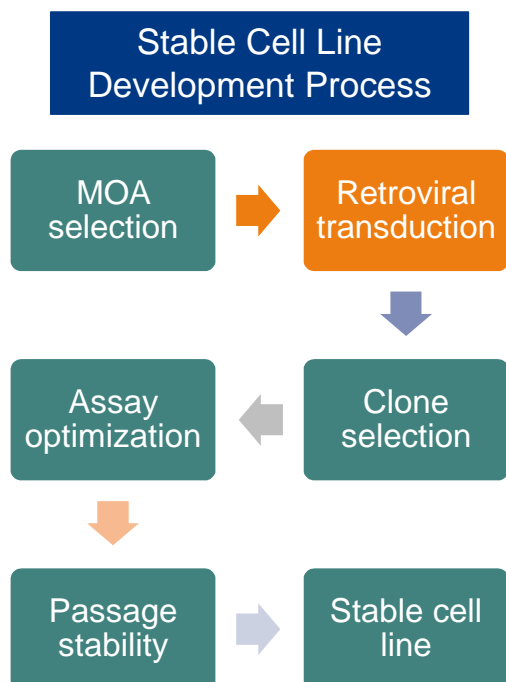 Stable Cell Line
Development Process
MOA
selection
Retroviral
transduction
Clone
selection
Assay
optimization
Passage
stability
Stable cell
line